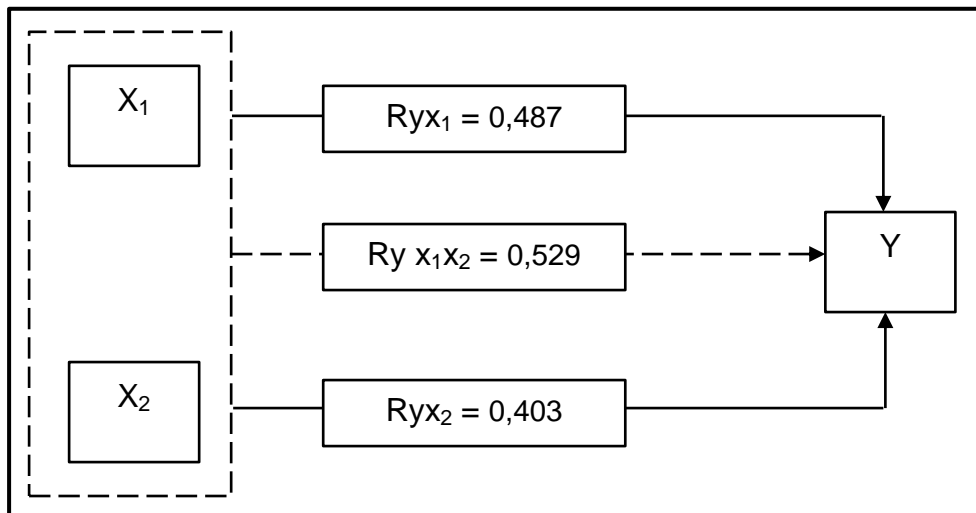 X₁
Ryx₁ = 0,487
Ry x₁x₂ = 0,529
Y
X₂
Ryx₂ = 0,403